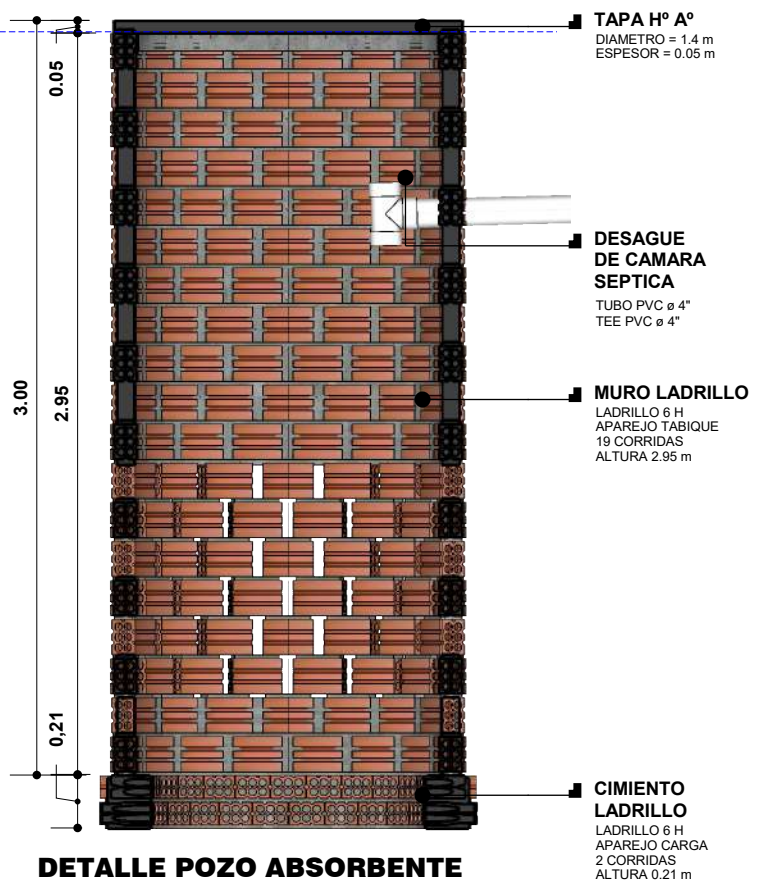 TAPA Hº Aº
DIAMETRO = 1.4 m
ESPESOR = 0.05 m
0.05
DESAGUE
DE CAMARA
SEPTICA
TUBO PVC ø 4"
TEE PVC ø 4"
3.00
2.95
MURO LADRILLO
LADRILLO 6 H
APAREJO TABIQUE
19 CORRIDAS
ALTURA 2.95 m
0,21
CIMIENTO
LADRILLO
LADRILLO 6 H
APAREJO CARGA
2 CORRIDAS
ALTURA 0.21 m
DETALLE POZO ABSORBENTE